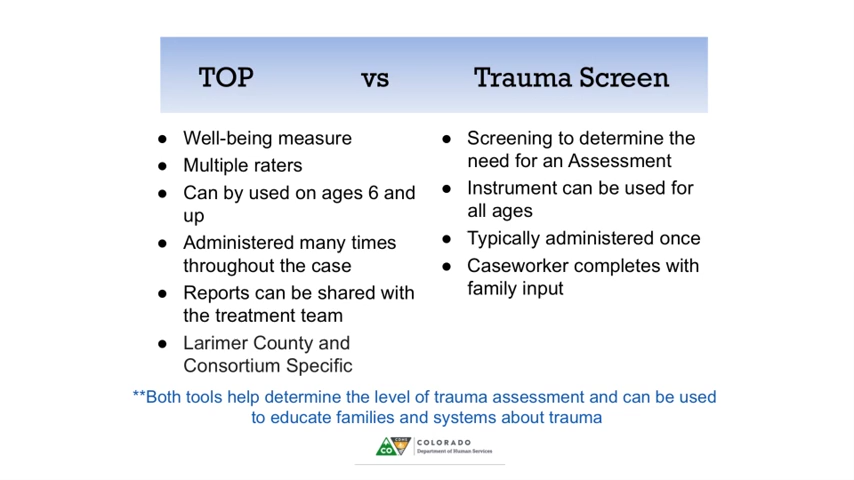 TOP vs Trauma Screen
● Well-being measure
● Multiple raters
● Can by used on ages 6 and
up
● Administered many times
throughout the case
● Reports can be shared with
the treatment team
● Larimer County and
Consortium Specific
● Screening to determine the
need for an Assessment
● Instrument can be used for
all ages
● Typically administered once
● Caseworker completes with
family input
**Both tools help determine the level of trauma assessment and can be used
to educate families and systems about trauma
CO
CDHS
COLORADO
Department of Human Services